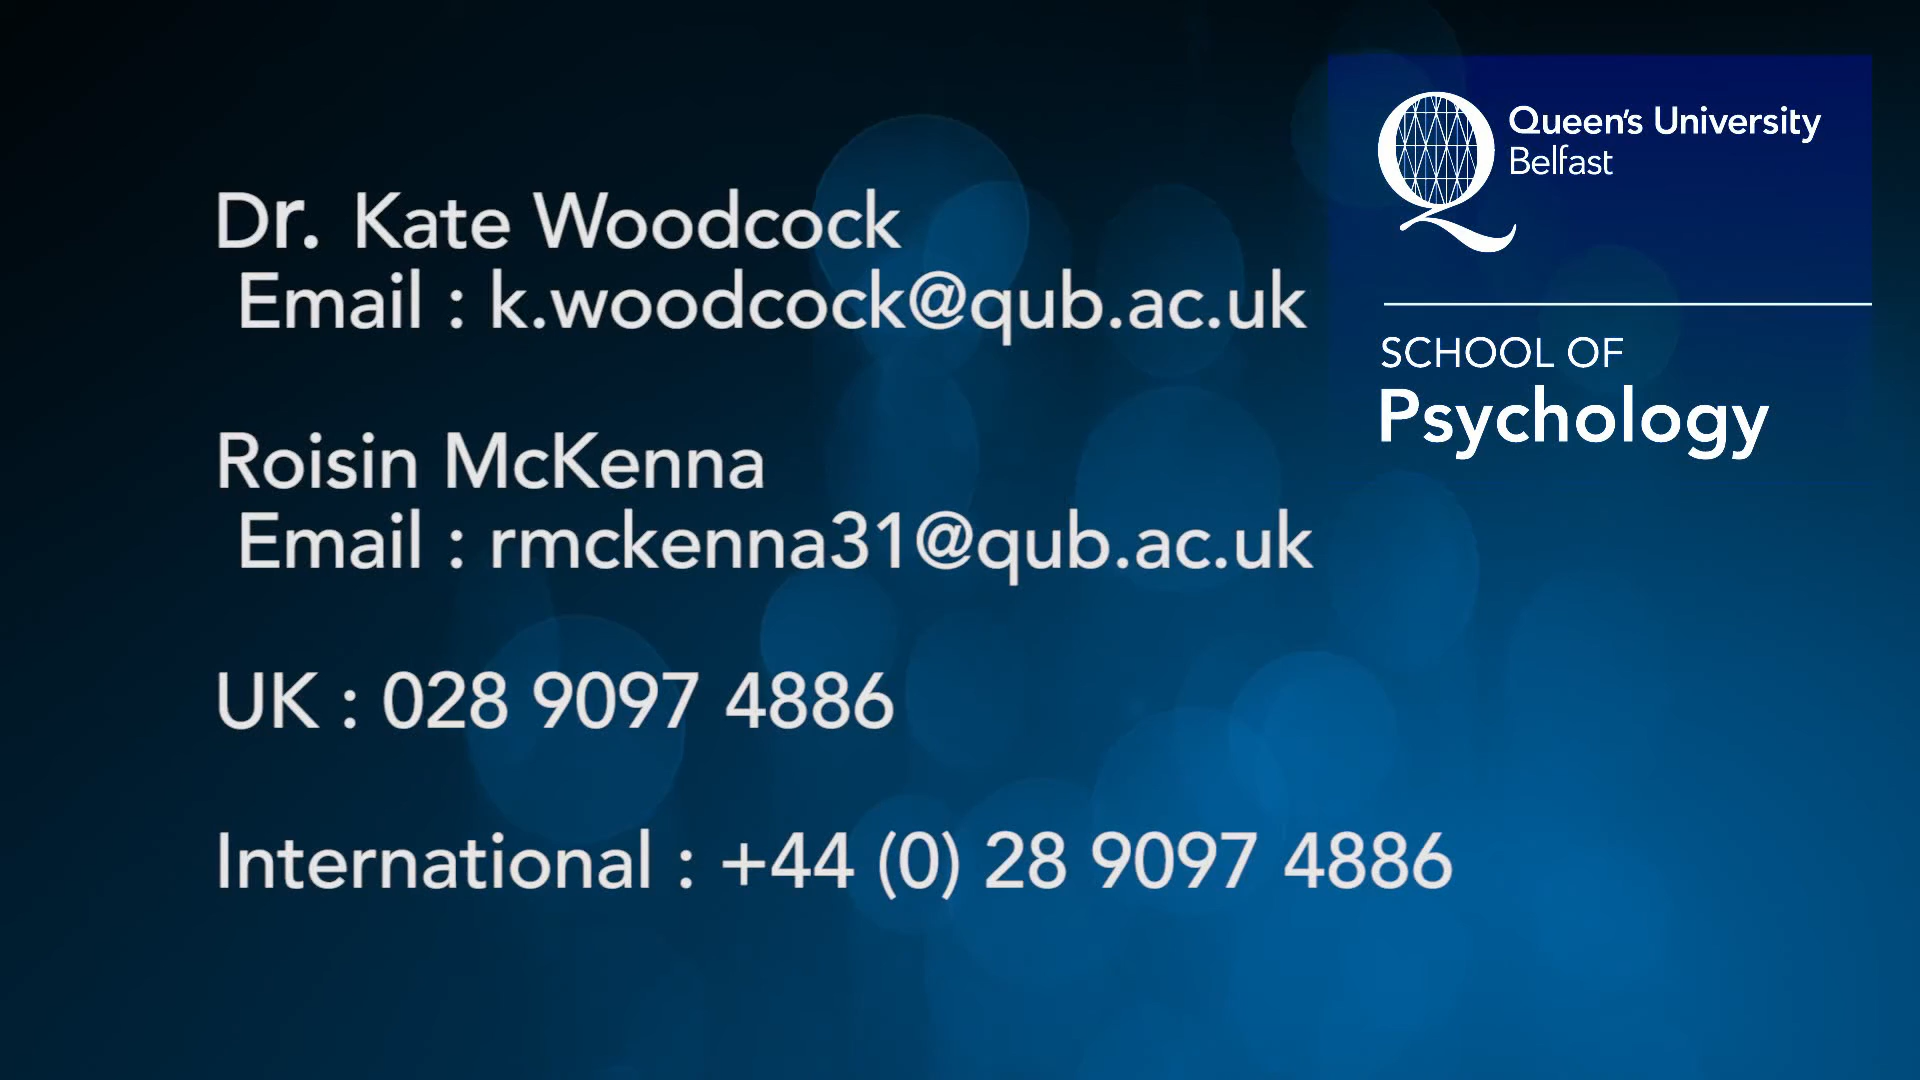 Dr. Kate Woodcock
Email : k.woodcock@qub.ac.uk
Roisin McKenna
Email : rmckenna31@qub.ac.uk
UK : 028 9097 4886
International : +44 (0) 28 9097 4886
Queen's University
Belfast
SCHOOL OF
Psychology